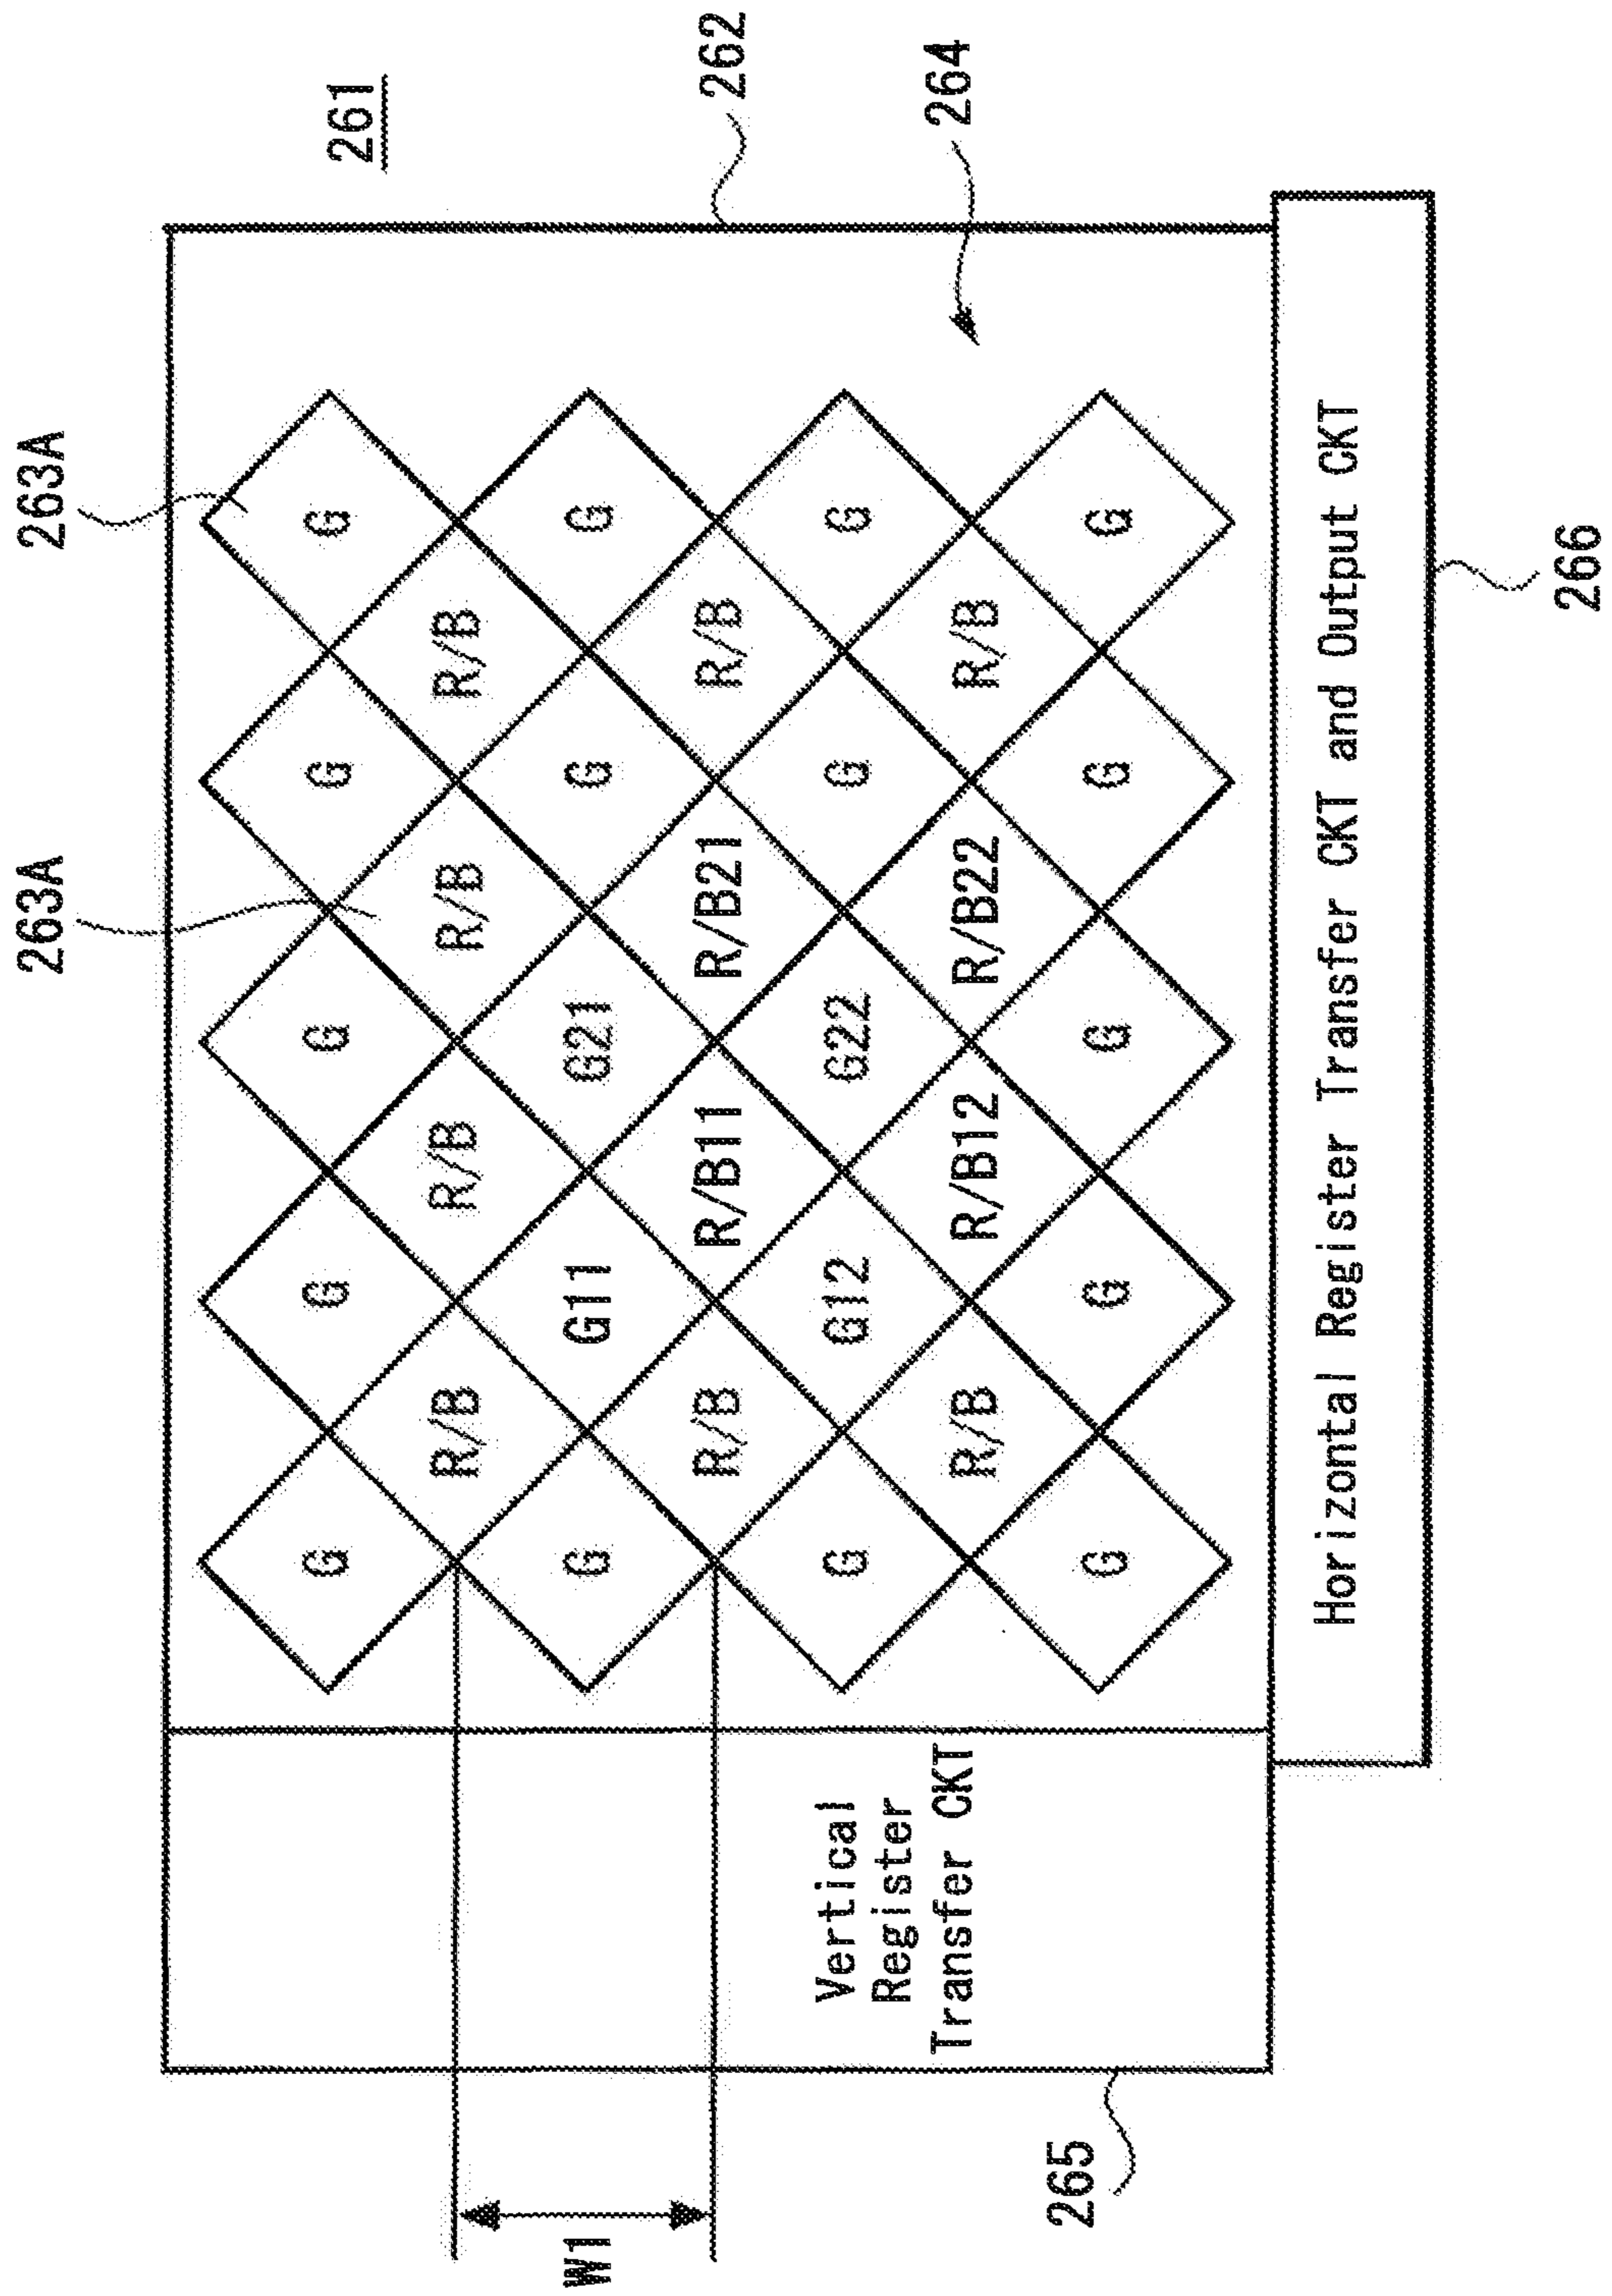 263A 263A
261
G G G G G
R/B R/B R/B R/B
W1 G G11 G21 G G
R/B R/B11 R/B21 R/B 262
G G12 G22 G G
R/B R/B12 R/B22 R/B 264
Vertical
Register
Transfer CKT
265 G G G G G
Horizontal Register Transfer CKT and Output CKT
266